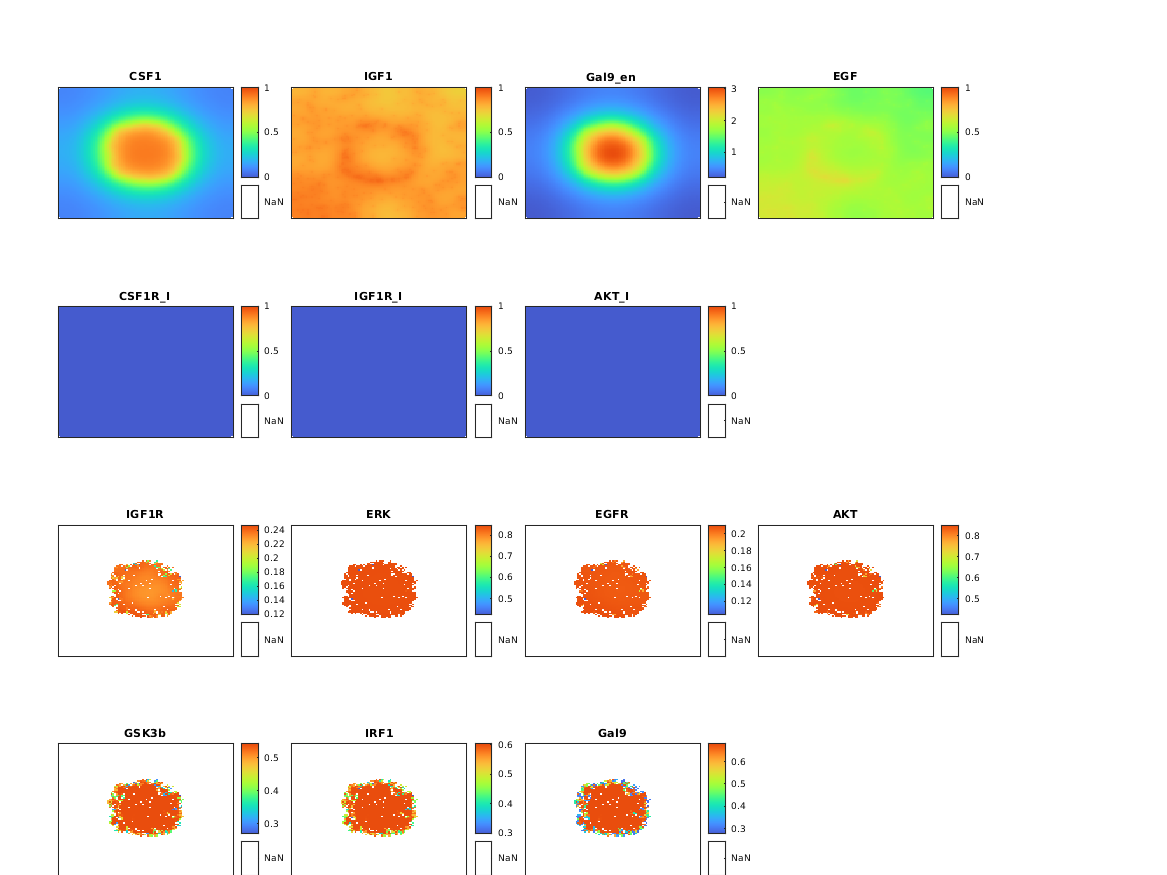 CSF1 IGF1 Gal9_en EGF
1 1 3 1
2
0.5 0.5 0.5
1
0 0 0
NaN NaN NaN NaN
CSF1R_I IGF1R_I AKT_I
1 1 1
0.5 0.5 0.5
0 0 0
NaN NaN NaN
IGF1R ERK EGFR AKT
0.24 0.8 0.2 0.8
0.22 0.18
0.2 0.7 0.7
0.18 0.16
0.16 0.6 0.14 0.6
0.14
0.12 0.5 0.12 0.5
NaN NaN NaN NaN
GSK3b IRF1 Gal9
0.5 0.6 0.6
0.5 0.5
0.4 0.4 0.4
0.3 0.3 0.3
NaN NaN NaN